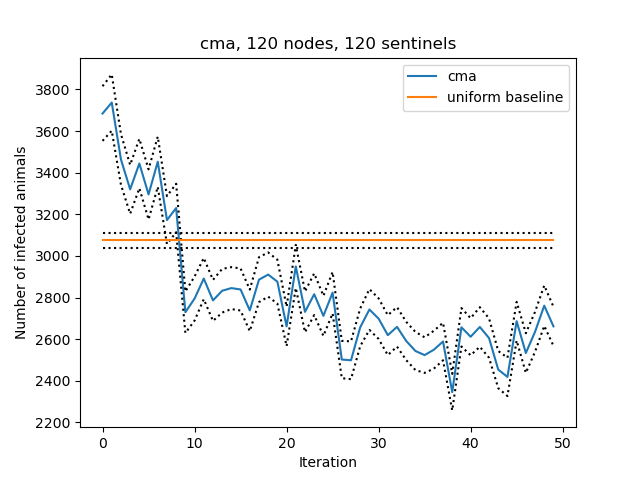 cma, 120 nodes, 120 sentinels
cma
uniform baseline
3800
3600
3400
3200
3000
2800
2600
2400
2200
Number of infected animals
0 10 20 30 40 50
Iteration